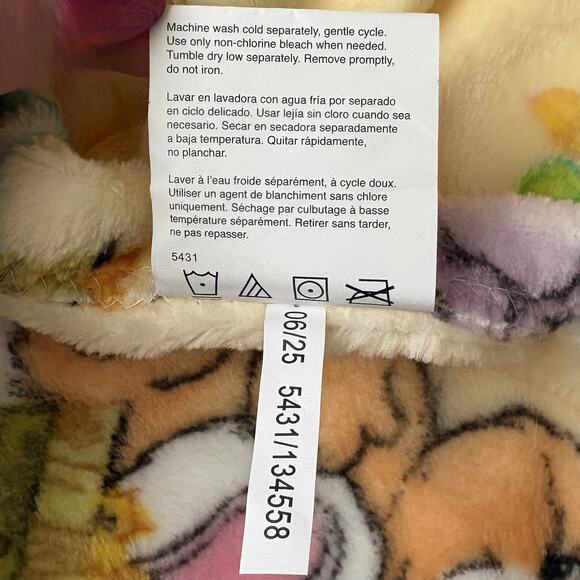 Machine wash cold separately, gentle cycle.
Use only non-chlorine bleach when needed.
Tumble dry low separately. Remove promptly,
do not iron.
Lavar en lavadora con agua fría por separado
en ciclo delicado. Usar lejía sin cloro cuando sea
necesario. Secar en secadora separadamente
a baja temperatura. Quitar rápidamente,
no planchar.
Laver à l'eau froide séparément, à cycle doux.
Utiliser un agent de blanchiment sans chlore
uniquement. Séchage par culbutage à basse
température séparément. Retirer sans tarder,
ne pas repasser.
5431
06/25 5431/134558